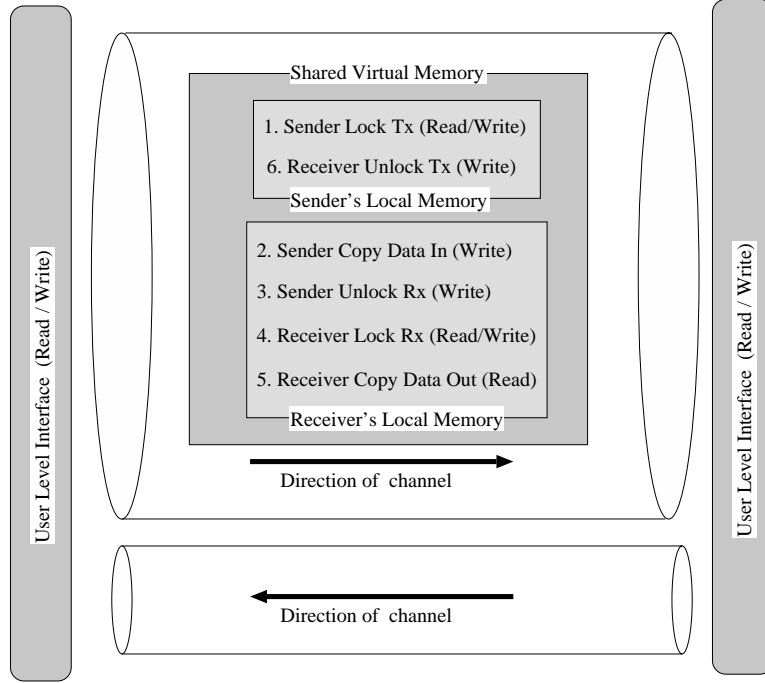 User Level Interface (Read / Write)
Shared Virtual Memory
1. Sender Lock Tx (Read/Write)
6. Receiver Unlock Tx (Write)
Sender's Local Memory
2. Sender Copy Data In (Write)
3. Sender Unlock Rx (Write)
4. Receiver Lock Rx (Read/Write)
5. Receiver Copy Data Out (Read)
Receiver's Local Memory
Direction of channel
Direction of channel
User Level Interface (Read / Write)